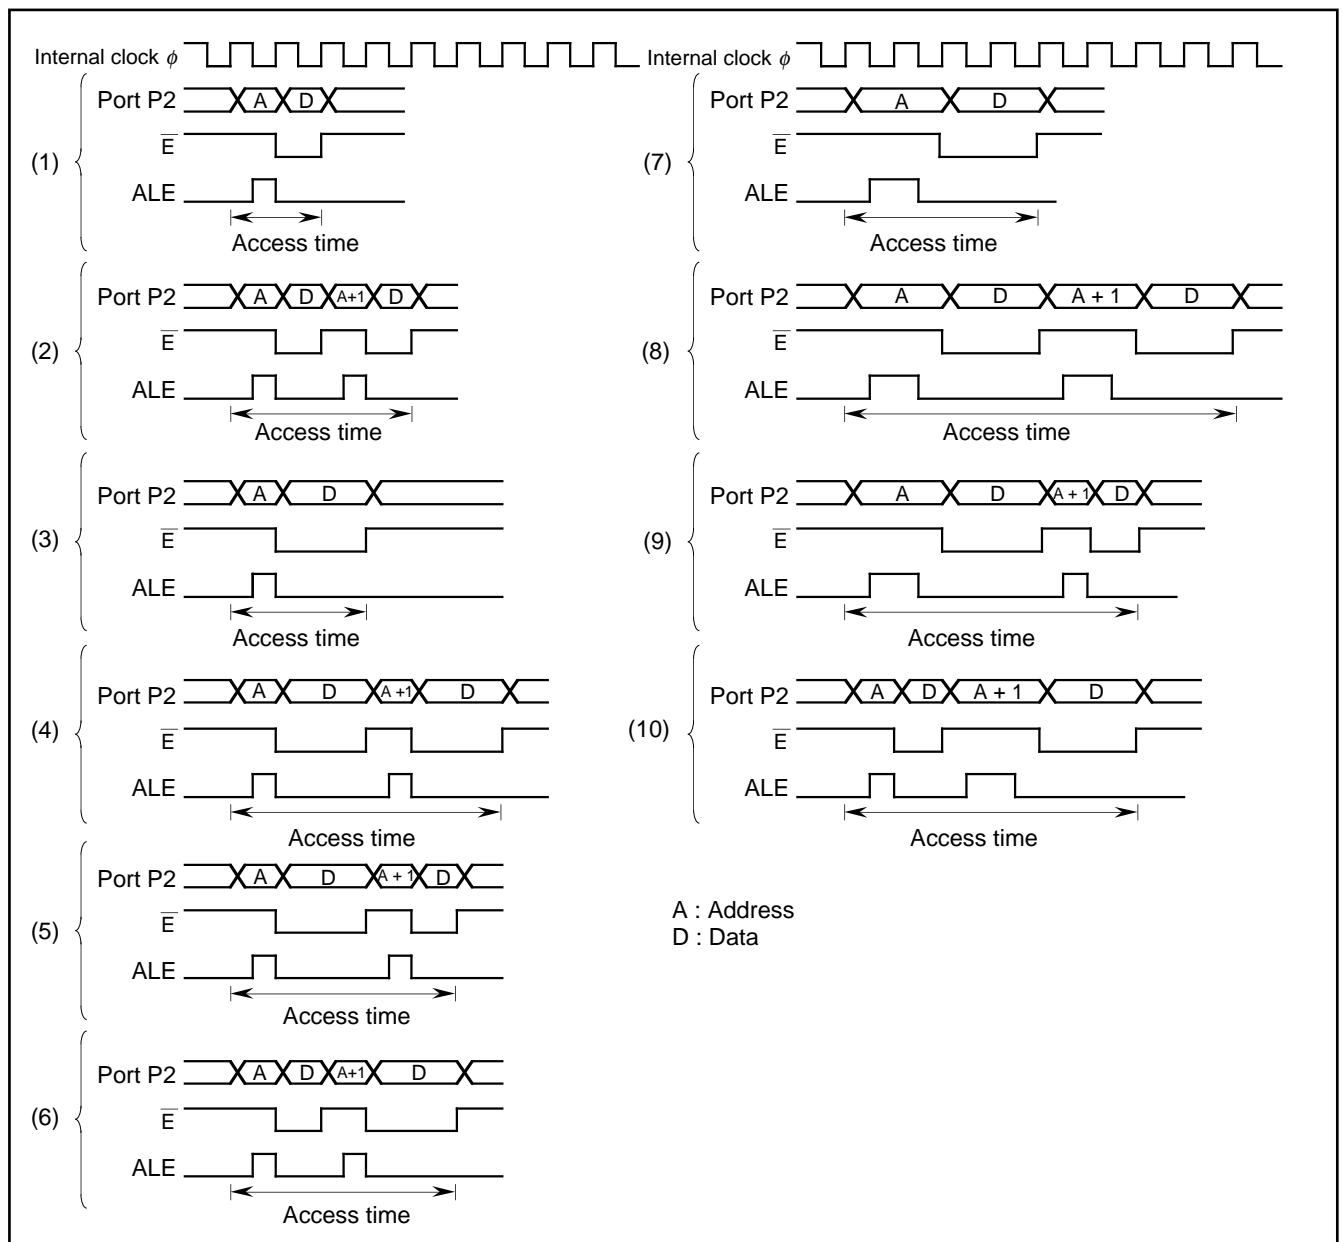 Internal clock ϕ
(1)
Port P2 A D
E
ALE
Access time
(2)
Port P2 A D A+1 D
E
ALE
Access time
(3)
Port P2 A D
E
ALE
Access time
(4)
Port P2 A D A +1 D
E
ALE
Access time
(5)
Port P2 A D A + 1 D
E
ALE
Access time
(6)
Port P2 A D A+1 D
E
ALE
Access time
Internal clock ϕ
(7)
Port P2 A D
E
ALE
Access time
(8)
Port P2 A D A + 1 D
E
ALE
Access time
(9)
Port P2 A D A + 1 D
E
ALE
Access time
(10)
Port P2 A D A + 1 D
E
ALE
Access time
A : Address
D : Data